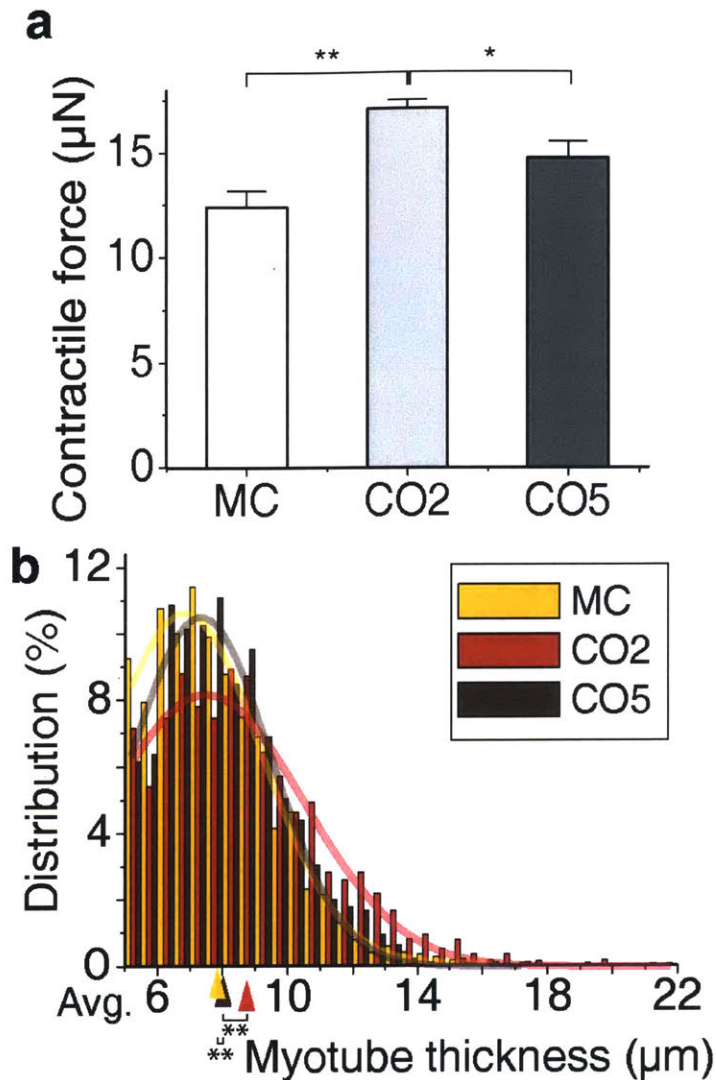 a
** *
Contractile force (µN)
15
10
5
0
MC CO2 CO5
b
12
8
4
0
Distribution (%)
MC
CO2
CO5
Avg. 6 10 14 18 22
**
** Myotube thickness (µm)